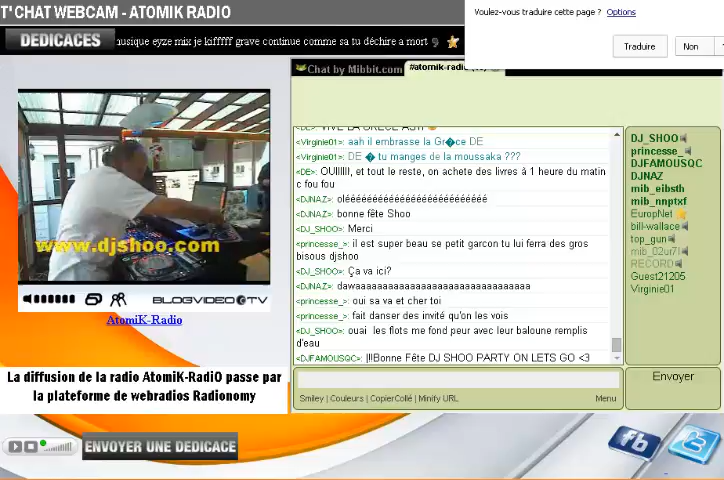 T'CHAT WEBCAM - ATOMIK RADIO
Voulez-vous traduire cette page ? Options
Traduire
Non
DEDICACES
musique eyze mix je kifffff grave continue comme sa tu déchire a mort
Chat by Mibbit.com
#atomik-radio
VIVE LA GRECE
<Virginie01>: aah il embrasse la Gr�ce DE
<Virginie01>: DE � tu manges de la moussaka ???
<DE>: OUIIIIII, et tout le reste, on achete des livres à 1 heure du matin
c fou fou
<DJNAZ>: oléééééééééééééééééééééééééé
<DJNAZ>: bonne fête Shoo
<DJ_SHOO>: Merci
<princesse_>: il est super beau se petit garcon tu lui ferra des gros
bisous djshoo
<DJ_SHOO>: Ça va ici?
<DJNAZ>: dawaaaaaaaaaaaaaaaaaaaaaaaaaaaaa
<princesse_>: oui sa va et cher toi
<princesse_>: fait danser des invité qu'on les vois
<DJ_SHOO>: ouai les flots me fond peur avec leur baloune remplis
d'eau
<DJFAMOUSQC>: |!!Bonne Fête DJ SHOO PARTY ON LETS GO <3
DJ_SHOO
princesse_
DJFAMOUSQC
DJNAZ
mib_eibsth
mib_nnptxf
EuropNet
bill-wallace
top_gun
mib_02ur7l
RECORD
Guest21205
Virginie01
www.djshoo.com
BLOGVIDEO TV
AtomiK-Radio
La diffusion de la radio AtomiK-RadiO passe par
la plateforme de webradios Radionomy
Envoyer
Smiley | Couleurs | CopierCollé | Minify URL
Menu
ENVOYER UNE DEDICACE
fb